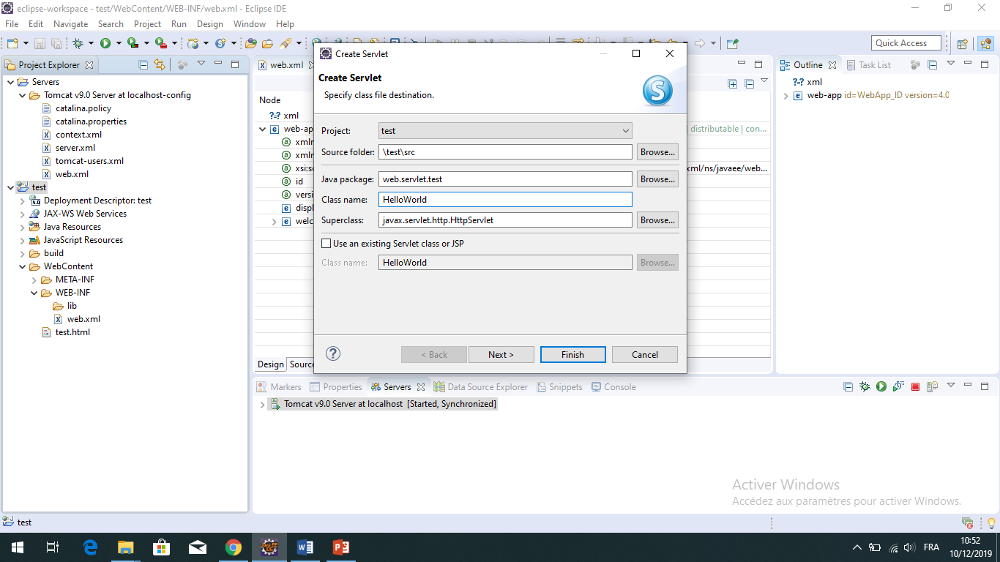 eclipse-workspace - test/WebContent/WEB-INF/web.xml - Eclipse IDE
File Edit Navigate Search Project Run Design Window Help
Quick Access
Project Explorer
Servers
Tomcat v9.0 Server at localhost-config
catalina.policy
catalina.properties
context.xml
server.xml
tomcat-users.xml
web.xml
test
Deployment Descriptor: test
JAX-WS Web Services
Java Resources
JavaScript Resources
build
WebContent
META-INF
WEB-INF
lib
web.xml
test.html
web.xml
Node
?=? xml
web-ap
xmlr
xmlr
xsi:sc
id
versi
displ
welc
distributable | con...
xml/ns/javaee/web...
Design Source
Create Servlet
Create Servlet
Specify class file destination.
Project: test
Source folder: \test\src Browse...
Java package: web.servlet.test Browse...
Class name: HelloWorld
Superclass: javax.servlet.http.HttpServlet Browse...
Use an existing Servlet class or JSP
Class name: HelloWorld Browse...
< Back Next > Finish Cancel
Outline Task List
?=? xml
web-app id=WebApp_ID version=4.0
Markers Properties Servers Data Source Explorer Snippets Console
Tomcat v9.0 Server at localhost [Started, Synchronized]
Activer Windows
Accédez aux paramètres pour activer Windows.
test
FRA
10:52
10/12/2019